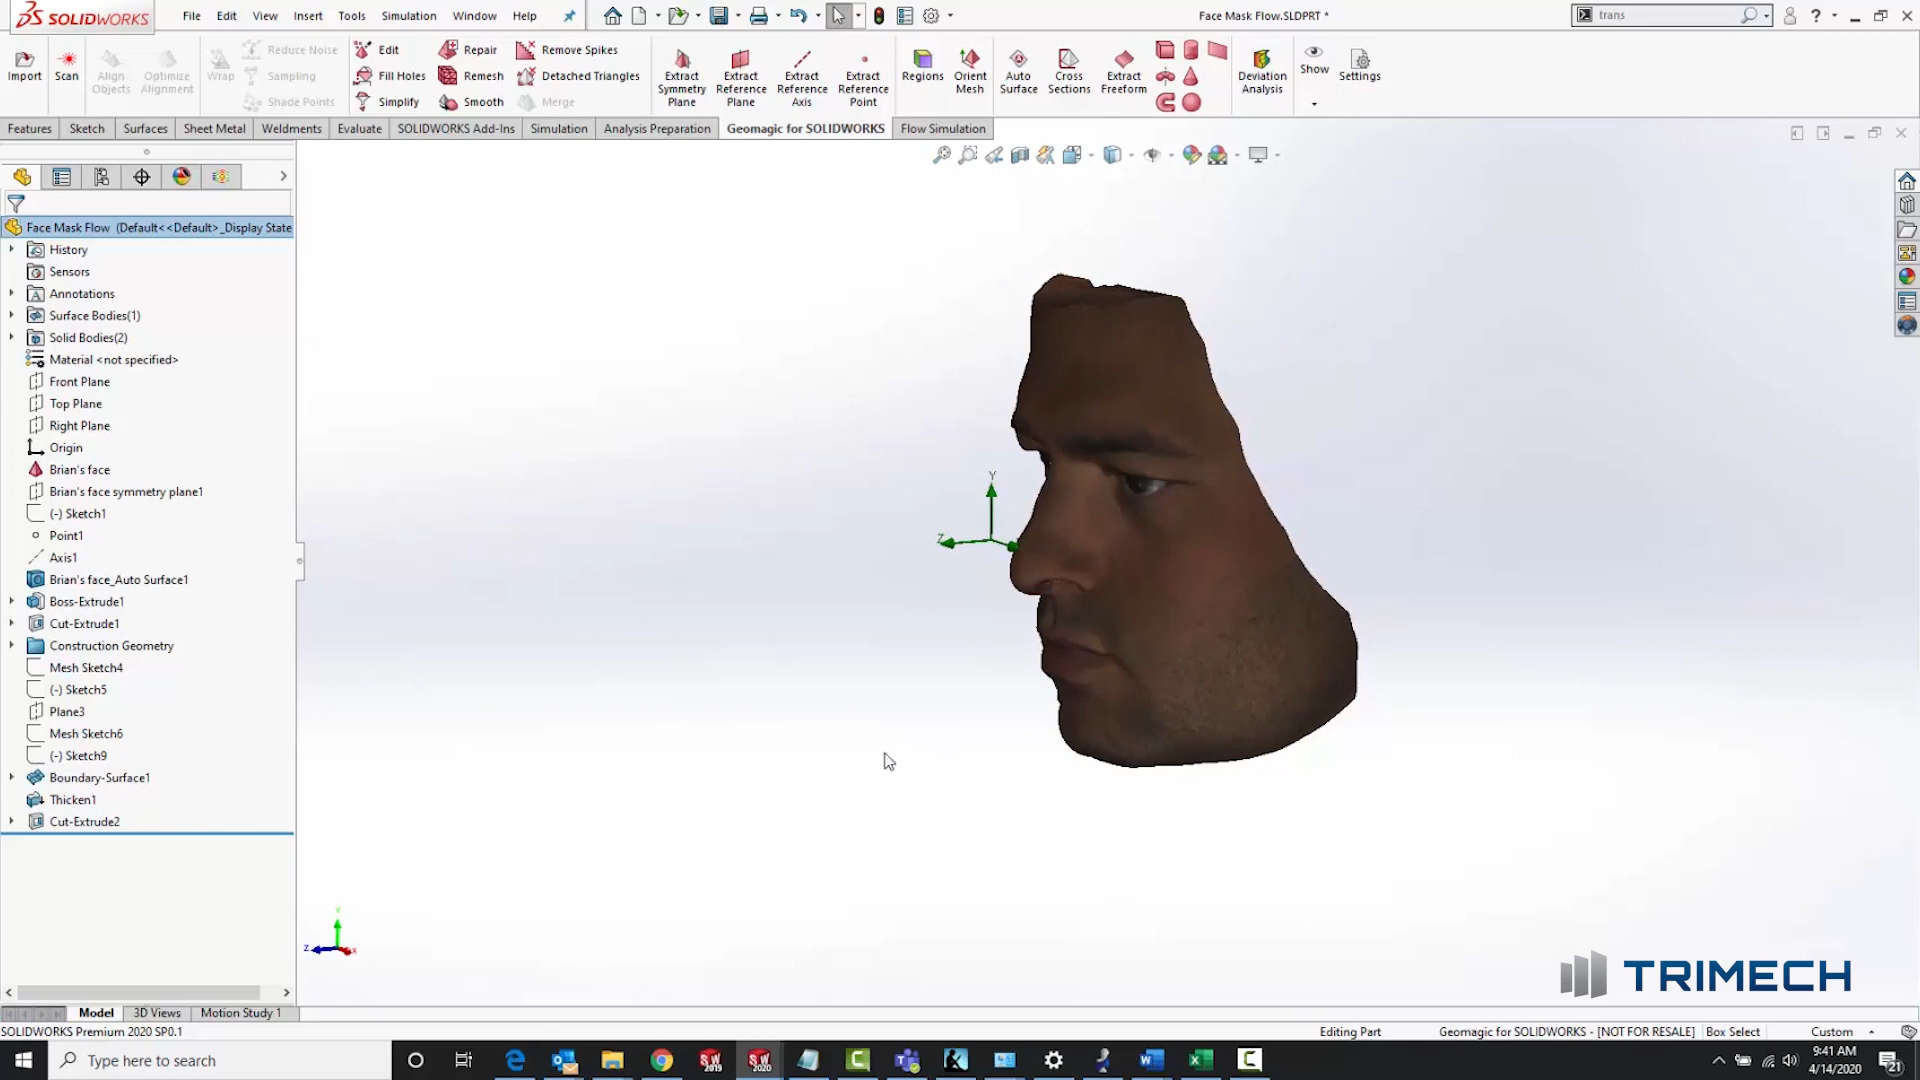 SOLIDWORKS
File Edit View Insert Tools Simulation Window Help
Face Mask Flow.SLDPRT *
trans
Import
Scan
Align Objects
Optimize Alignment
Wrap
Reduce Noise
Sampling
Shade Points
Edit
Fill Holes
Simplify
Repair
Remesh
Smooth
Remove Spikes
Detached Triangles
Merge
Extract Symmetry Plane
Extract Reference Plane
Extract Reference Axis
Extract Reference Point
Regions
Orient Mesh
Auto Surface
Cross Sections
Extract Freeform
Deviation Analysis
Show
Settings
Features Sketch Surfaces Sheet Metal Weldments Evaluate SOLIDWORKS Add-Ins Simulation Analysis Preparation Geomagic for SOLIDWORKS Flow Simulation
Face Mask Flow (Default<<Default>_Display State
History
Sensors
Annotations
Surface Bodies(1)
Solid Bodies(2)
Material <not specified>
Front Plane
Top Plane
Right Plane
Origin
Brian's face
Brian's face symmetry plane1
(-) Sketch1
Point1
Axis1
Brian's face_Auto Surface1
Boss-Extrude1
Cut-Extrude1
Construction Geometry
Mesh Sketch4
(-) Sketch5
Plane3
Mesh Sketch6
(-) Sketch9
Boundary-Surface1
Thicken1
Cut-Extrude2
Y
Z
Y
Z
X
TRIMECH
Model 3D Views Motion Study 1
SOLIDWORKS Premium 2020 SP0.1
Editing Part
Geomagic for SOLIDWORKS - [NOT FOR RESALE]
Box Select
Custom
Type here to search
SW 2019
SW 2020
9:41 AM
4/14/2020
21